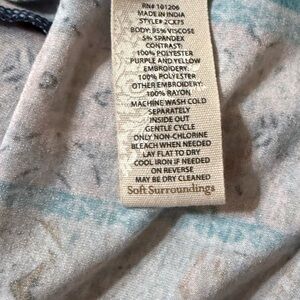 RN# 101206
MADE IN INDIA
STYLE# 2CX75
BODY: 95% VISCOSE
5% SPANDEX
CONTRAST:
100% POLYESTER
PURPLE AND YELLOW
EMBROIDERY:
100% POLYESTER
OTHER EMBROIDERY:
100% RAYON
MACHINE WASH COLD
SEPARATELY
INSIDE OUT
GENTLE CYCLE
ONLY NON-CHLORINE
BLEACH WHEN NEEDED
LAY FLAT TO DRY
COOL IRON IF NEEDED
ON REVERSE
MAY BE DRY CLEANED
Soft Surroundings